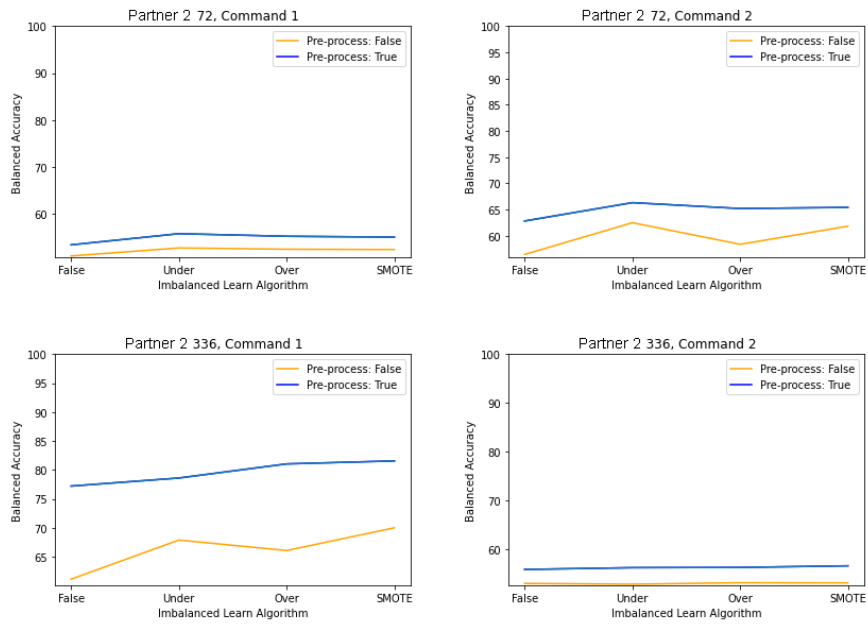 Partner 2 72, Command 1
100
90
80
70
60
Balanced Accuracy
Pre-process: False
Pre-process: True
False
Under
Over
SMOTE
Imbalanced Learn Algorithm
Partner 2 72, Command 2
100
95
90
85
80
75
70
65
60
Balanced Accuracy
Pre-process: False
Pre-process: True
False
Under
Over
SMOTE
Imbalanced Learn Algorithm
Partner 2 336, Command 1
100
95
90
85
80
75
70
65
Balanced Accuracy
Pre-process: False
Pre-process: True
False
Under
Over
SMOTE
Imbalanced Learn Algorithm
Partner 2 336, Command 2
100
90
80
70
60
Balanced Accuracy
Pre-process: False
Pre-process: True
False
Under
Over
SMOTE
Imbalanced Learn Algorithm